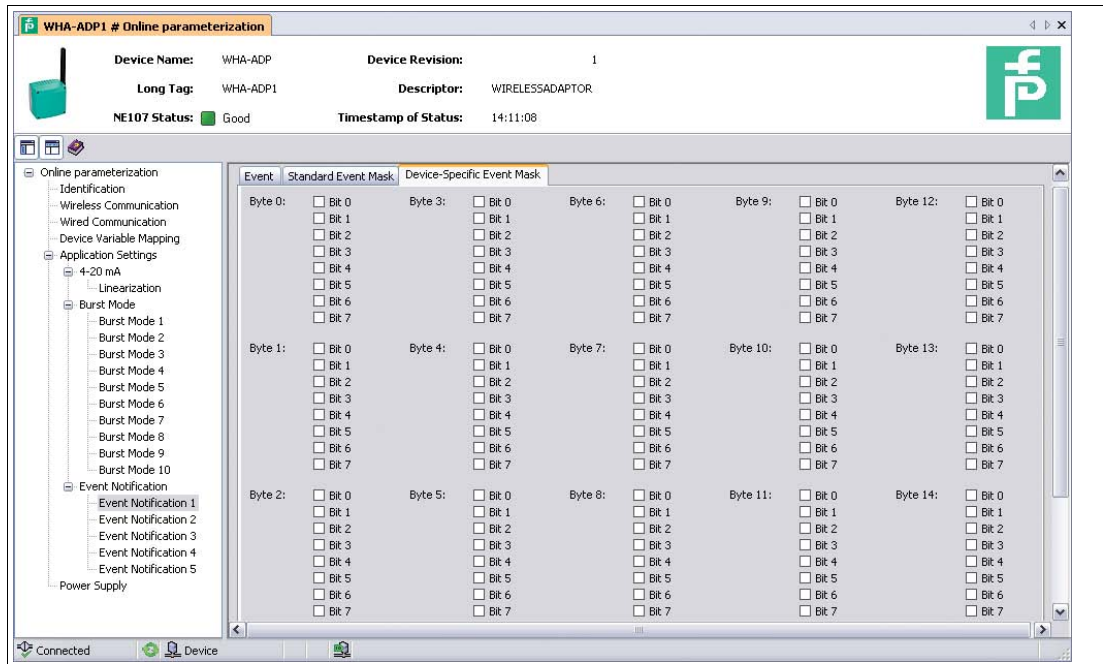 WHA-ADP1 # Online parameterization
Device Name: WHA-ADP Device Revision: 1
Long Tag: WHA-ADP1 Descriptor: WIRELESSADAPTOR
NE107 Status: Good Timestamp of Status: 14:11:08
Online parameterization
Identification
Wireless Communication
Wired Communication
Device Variable Mapping
Application Settings
4-20 mA
Linearization
Burst Mode
Burst Mode 1
Burst Mode 2
Burst Mode 3
Burst Mode 4
Burst Mode 5
Burst Mode 6
Burst Mode 7
Burst Mode 8
Burst Mode 9
Burst Mode 10
Event Notification
Event Notification 1
Event Notification 2
Event Notification 3
Event Notification 4
Event Notification 5
Power Supply
Event Standard Event Mask Device-Specific Event Mask
Byte 0: Bit 0 Byte 3: Bit 0 Byte 6: Bit 0 Byte 9: Bit 0 Byte 12: Bit 0
Bit 1 Bit 1 Bit 1 Bit 1 Bit 1
Bit 2 Bit 2 Bit 2 Bit 2 Bit 2
Bit 3 Bit 3 Bit 3 Bit 3 Bit 3
Bit 4 Bit 4 Bit 4 Bit 4 Bit 4
Bit 5 Bit 5 Bit 5 Bit 5 Bit 5
Bit 6 Bit 6 Bit 6 Bit 6 Bit 6
Bit 7 Bit 7 Bit 7 Bit 7 Bit 7
Byte 1: Bit 0 Byte 4: Bit 0 Byte 7: Bit 0 Byte 10: Bit 0 Byte 13: Bit 0
Bit 1 Bit 1 Bit 1 Bit 1 Bit 1
Bit 2 Bit 2 Bit 2 Bit 2 Bit 2
Bit 3 Bit 3 Bit 3 Bit 3 Bit 3
Bit 4 Bit 4 Bit 4 Bit 4 Bit 4
Bit 5 Bit 5 Bit 5 Bit 5 Bit 5
Bit 6 Bit 6 Bit 6 Bit 6 Bit 6
Bit 7 Bit 7 Bit 7 Bit 7 Bit 7
Byte 2: Bit 0 Byte 5: Bit 0 Byte 8: Bit 0 Byte 11: Bit 0 Byte 14: Bit 0
Bit 1 Bit 1 Bit 1 Bit 1 Bit 1
Bit 2 Bit 2 Bit 2 Bit 2 Bit 2
Bit 3 Bit 3 Bit 3 Bit 3 Bit 3
Bit 4 Bit 4 Bit 4 Bit 4 Bit 4
Bit 5 Bit 5 Bit 5 Bit 5 Bit 5
Bit 6 Bit 6 Bit 6 Bit 6 Bit 6
Bit 7 Bit 7 Bit 7 Bit 7 Bit 7
Connected Device